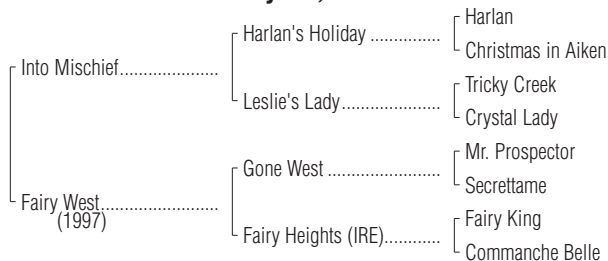 Harlan
Harlan's Holiday ...............
Christmas in Aiken
Into Mischief.....................
Tricky Creek
Leslie's Lady.....................
Crystal Lady
Mr. Prospector
Gone West .....................
Secrettame
Fairy West.........................
(1997)
Fairy King
Fairy Heights (IRE)............
Commanche Belle